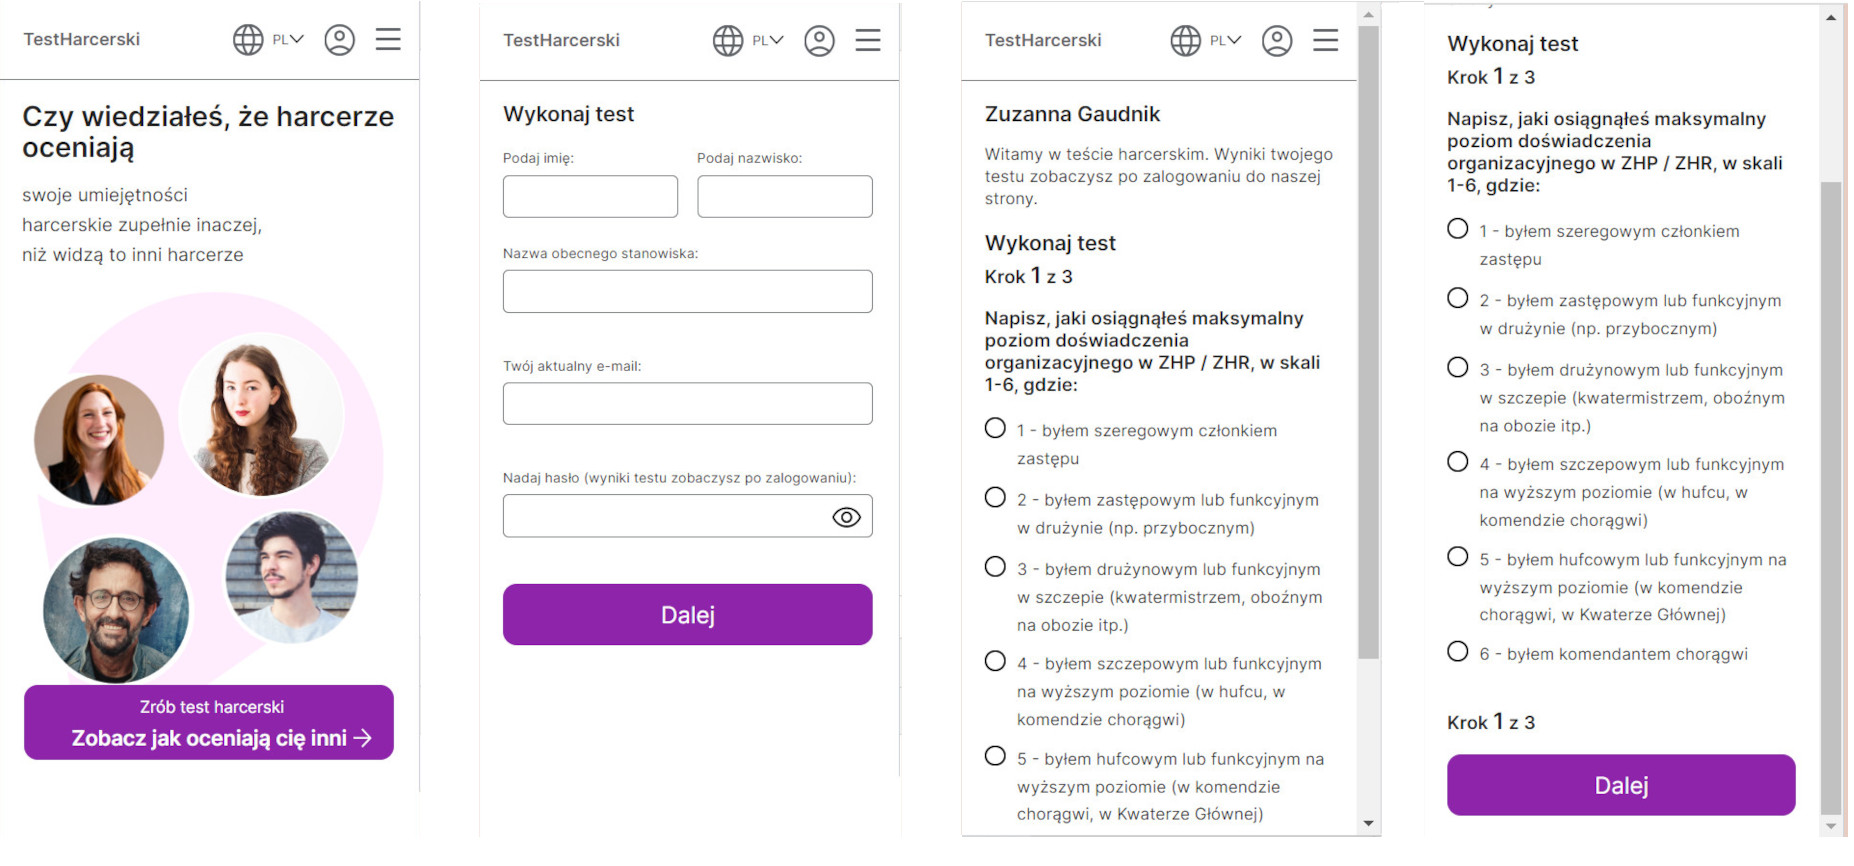 TestHarcerski
PL
Czy wiedziałeś, że harcerze
oceniają
swoje umiejętności
harcerskie zupełnie inaczej,
niż widzą to inni harcerze
Zrób test harcerski
Zobacz jak oceniają cię inni →
TestHarcerski
PL
Wykonaj test
Podaj imię:
Podaj nazwisko:
Nazwa obecnego stanowiska:
Twój aktualny e-mail:
Nadaj hasło (wyniki testu zobaczysz po zalogowaniu):
Dalej
TestHarcerski
PL
Zuzanna Gaudnik
Witamy w teście harcerskim. Wyniki twojego
testu zobaczysz po zalogowaniu do naszej
strony.
Wykonaj test
Krok 1 z 3
Napisz, jaki osiągnąłeś maksymalny
poziom doświadczenia
organizacyjnego w ZHP / ZHR, w skali
1-6, gdzie:
1 - byłem szeregowym członkiem
zastępu
2 - byłem zastępowym lub funkcyjnym
w drużynie (np. przybocznym)
3 - byłem drużynowym lub funkcyjnym
w szczepie (kwatermistrzem, oboźnym
na obozie itp.)
4 - byłem szczepowym lub funkcyjnym
na wyższym poziomie (w hufcu, w
komendzie chorągwi)
5 - byłem hufcowym lub funkcyjnym na
wyższym poziomie (w komendzie
chorągwi, w Kwaterze Głównej)
Wykonaj test
Krok 1 z 3
Napisz, jaki osiągnąłeś maksymalny
poziom doświadczenia
organizacyjnego w ZHP / ZHR, w skali
1-6, gdzie:
1 - byłem szeregowym członkiem
zastępu
2 - byłem zastępowym lub funkcyjnym
w drużynie (np. przybocznym)
3 - byłem drużynowym lub funkcyjnym
w szczepie (kwatermistrzem, oboźnym
na obozie itp.)
4 - byłem szczepowym lub funkcyjnym
na wyższym poziomie (w hufcu, w
komendzie chorągwi)
5 - byłem hufcowym lub funkcyjnym na
wyższym poziomie (w komendzie
chorągwi, w Kwaterze Głównej)
6 - byłem komendantem chorągwi
Krok 1 z 3
Dalej